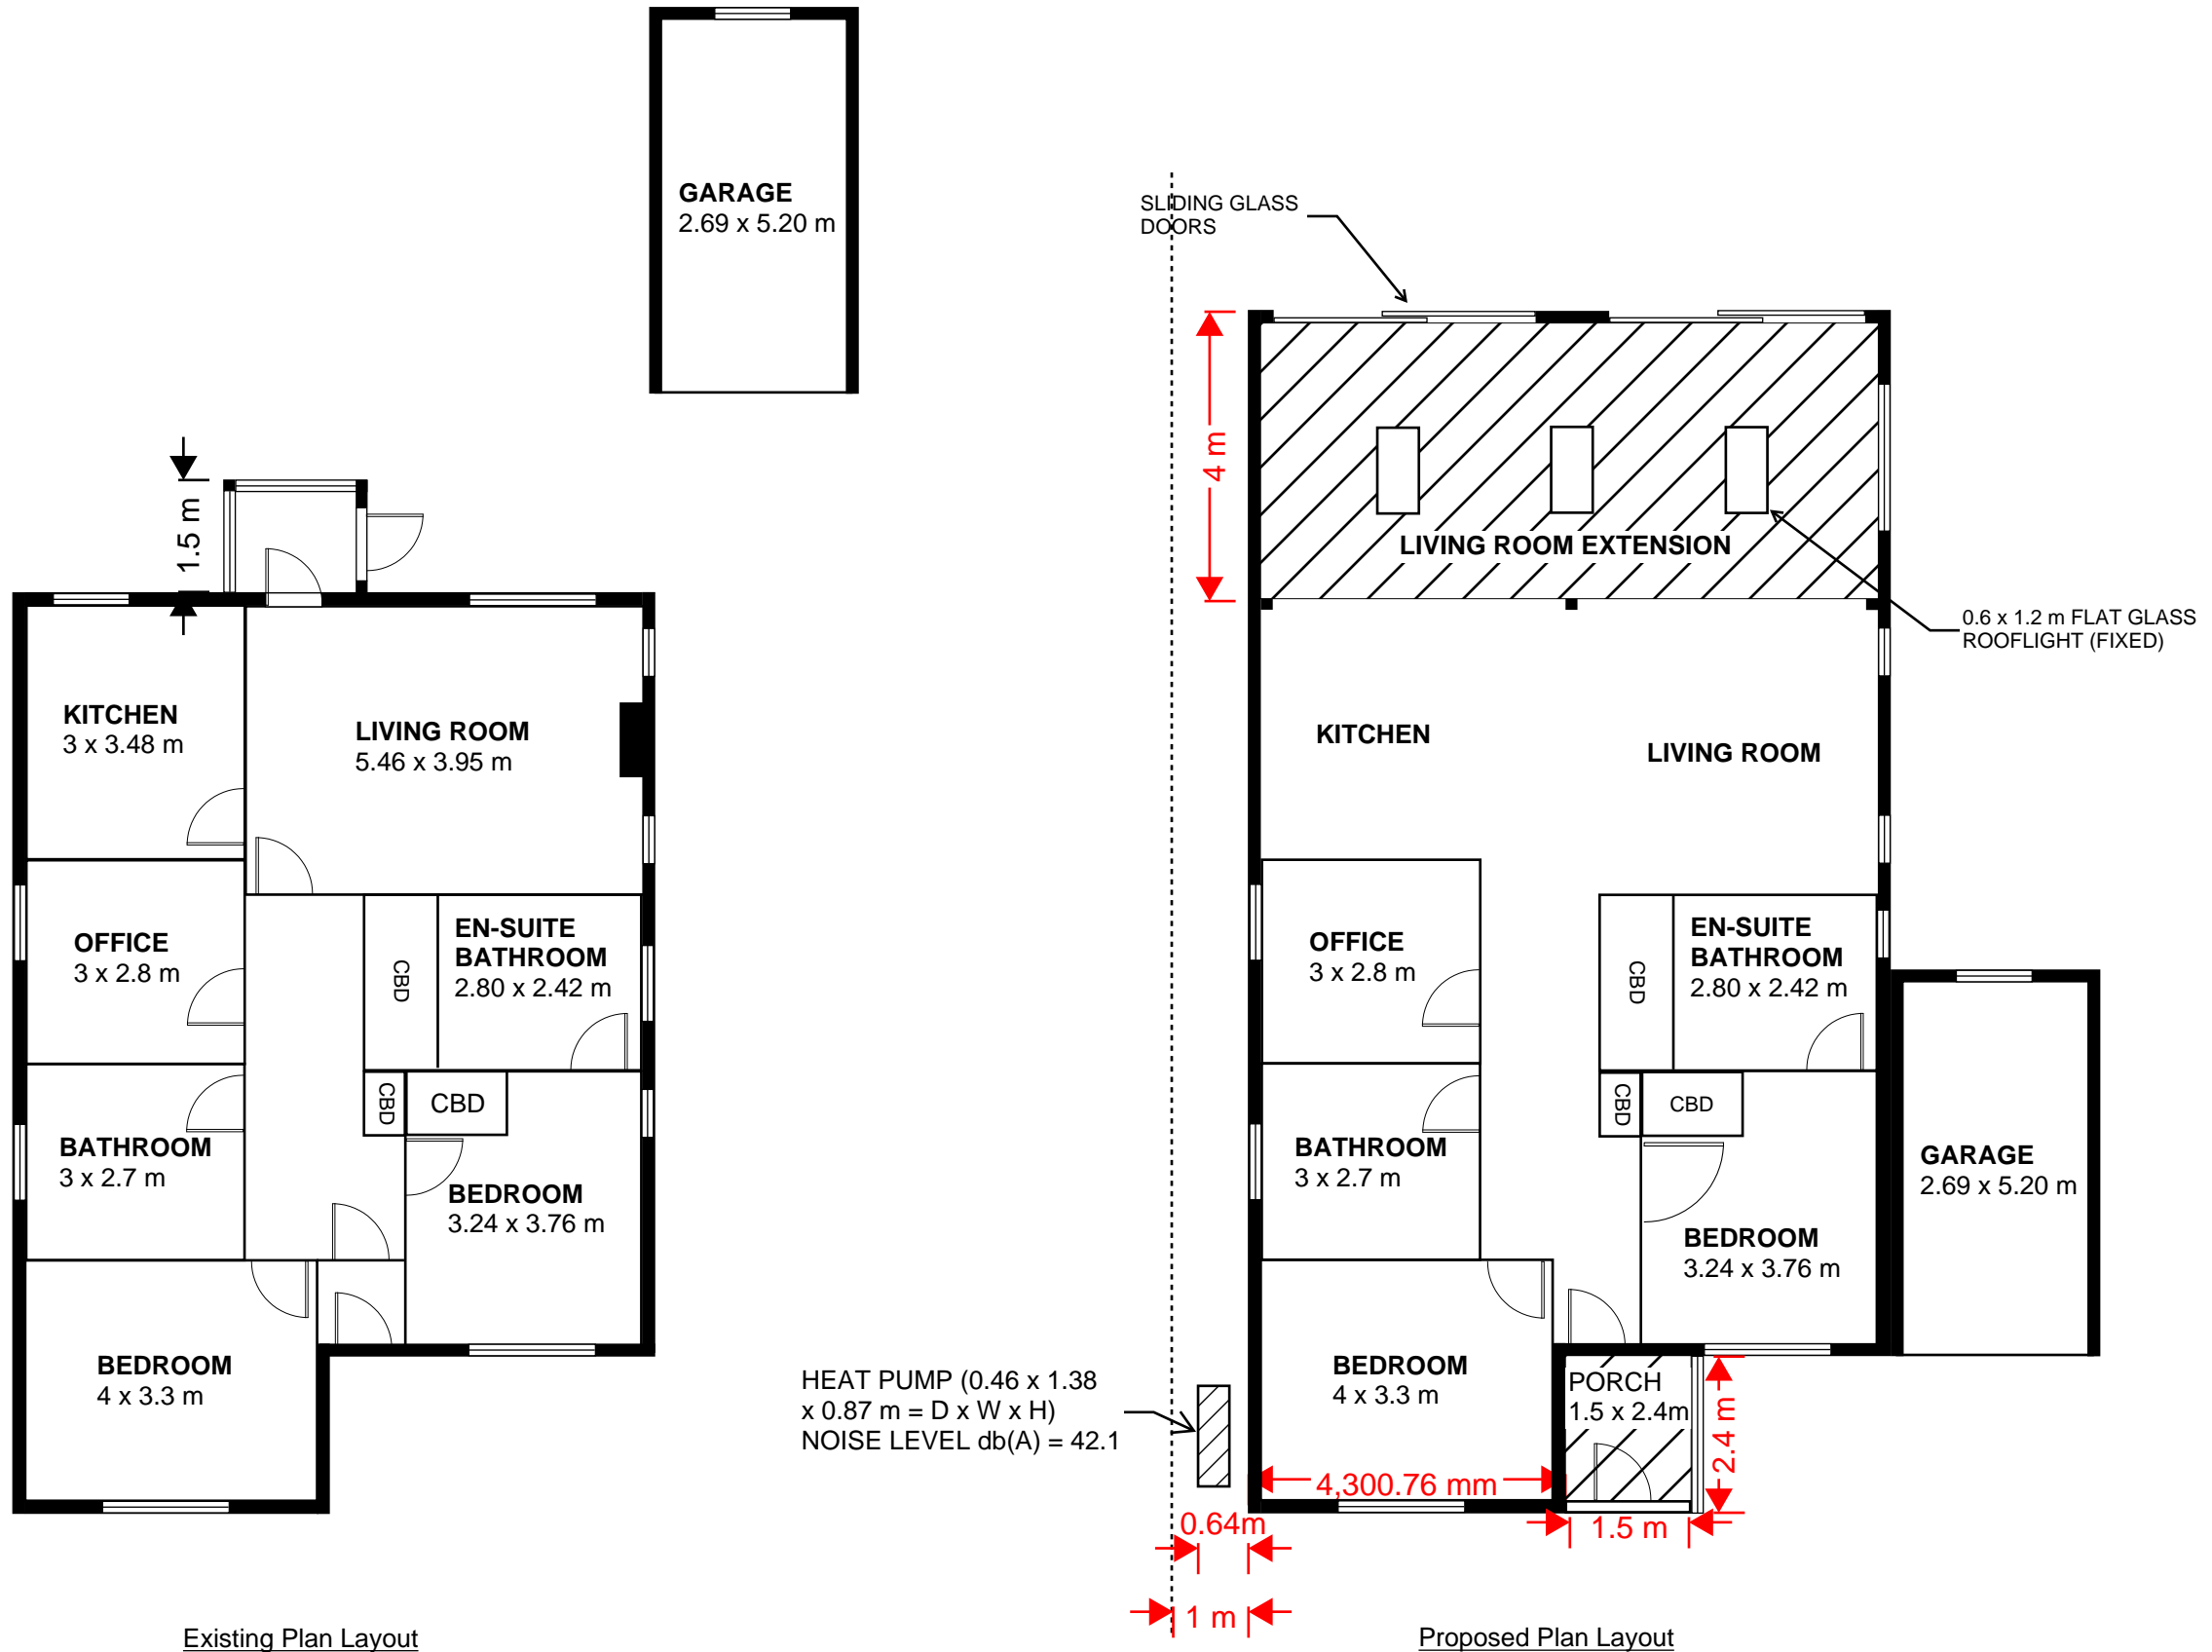 GARAGE
2.69 x 5.20 m
1.5 m
KITCHEN
3 x 3.48 m
LIVING ROOM
5.46 x 3.95 m
OFFICE
3 x 2.8 m
CBD
EN-SUITE
BATHROOM
2.80 x 2.42 m
CBD
CBD
BATHROOM
3 x 2.7 m
BEDROOM
3.24 x 3.76 m
BEDROOM
4 x 3.3 m
Existing Plan Layout
SLIDING GLASS
DOORS
4 m
LIVING ROOM EXTENSION
0.6 x 1.2 m FLAT GLASS
ROOFLIGHT (FIXED)
KITCHEN
LIVING ROOM
OFFICE
3 x 2.8 m
CBD
EN-SUITE
BATHROOM
2.80 x 2.42 m
CBD
CBD
BATHROOM
3 x 2.7 m
GARAGE
2.69 x 5.20 m
BEDROOM
3.24 x 3.76 m
HEAT PUMP (0.46 x 1.38
x 0.87 m = D x W x H)
NOISE LEVEL db(A) = 42.1
BEDROOM
4 x 3.3 m
PORCH
1.5 x 2.4m
2.4 m
4,300.76 mm
0.64m
1.5 m
1 m
Proposed Plan Layout